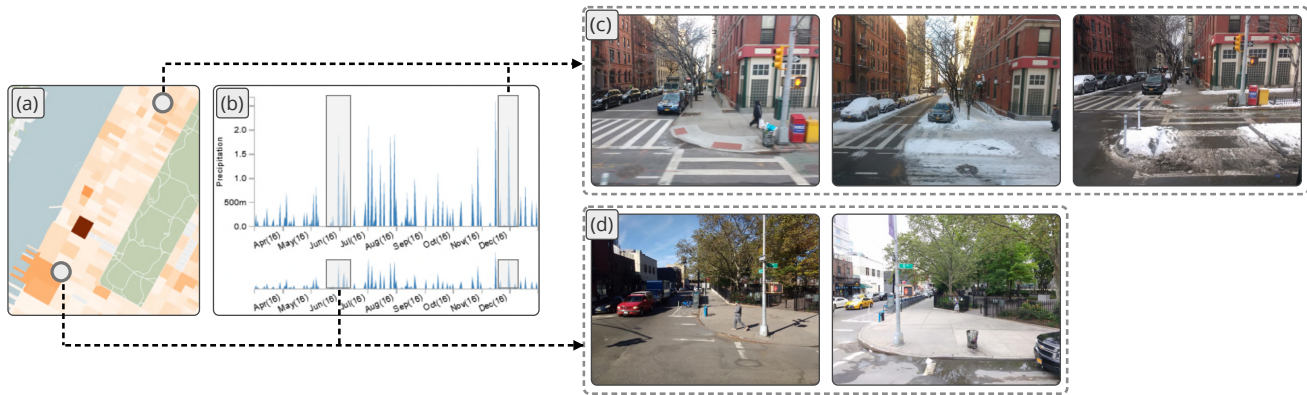 (a)
(b)
Precipitation
2.0
1.5
1.0
500m
0.0
Apr(16)
May(16)
Jun(16)
Jul(16)
Aug(16)
Sep(16)
Oct(16)
Nov(16)
Dec(16)
Apr(16)
May(16)
Jun(16)
Jul(16)
Aug(16)
Sep(16)
Oct(16)
Nov(16)
Dec(16)
(c)
(d)